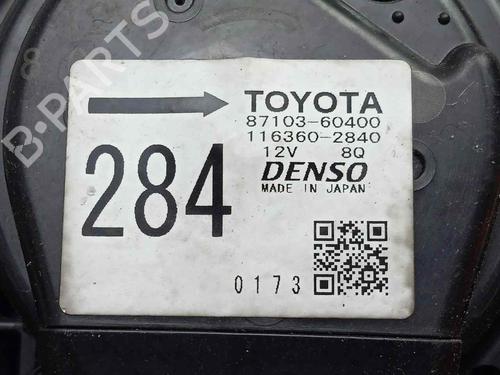 B-PARTS
TOYOTA
87103-60400
116360-2840
12V 8Q
DENSO
MADE IN JAPAN
284
0173